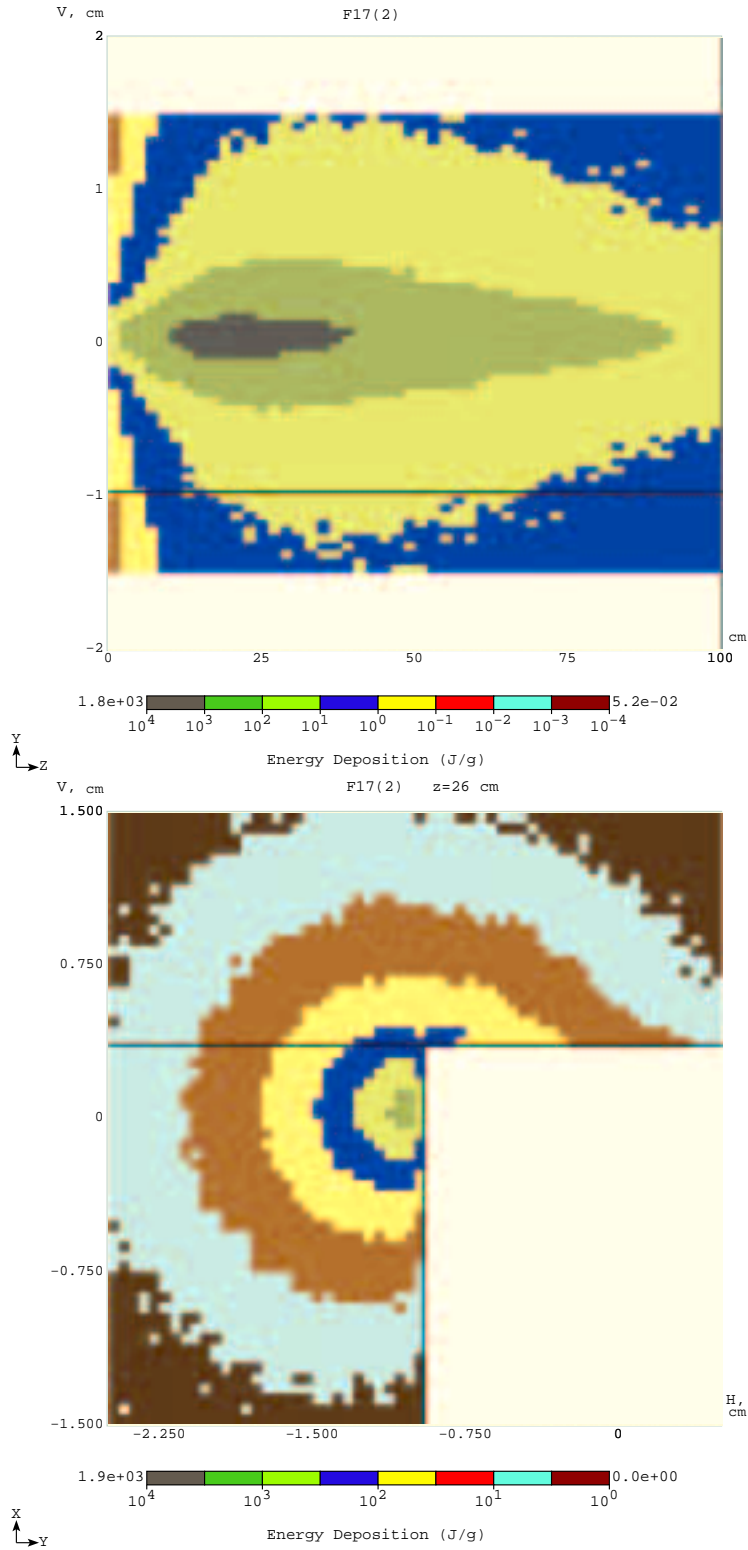 V, cm F17(2)
2
1
0
−1
−2
0 25 50 75 100
cm
1.8e+03 5.2e-02
10^4 10^3 10^2 10^1 10^0 10^-1 10^-2 10^-3 10^-4
Energy Deposition (J/g)
Y
Z
V, cm F17(2) z=26 cm
1.500
0.750
0
−0.750
−1.500
−2.250 −1.500 −0.750 0
H, cm
1.9e+03 0.0e+00
10^4 10^3 10^2 10^1 10^0
Energy Deposition (J/g)
X
Y